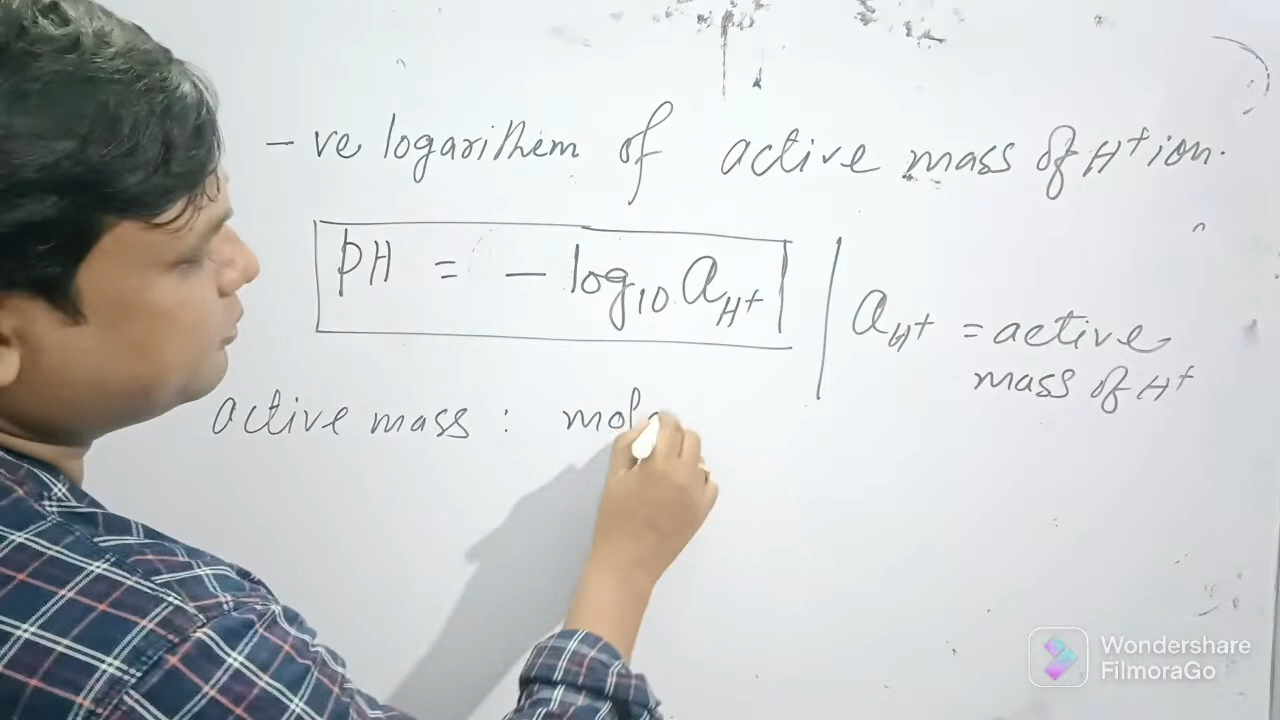 -ve logarithem of active mass of H⁺ ion.
pH = - log₁₀ a_H⁺
a_H⁺ = active
mass of H⁺
active mass : mol
Wondershare
FilmoraGo